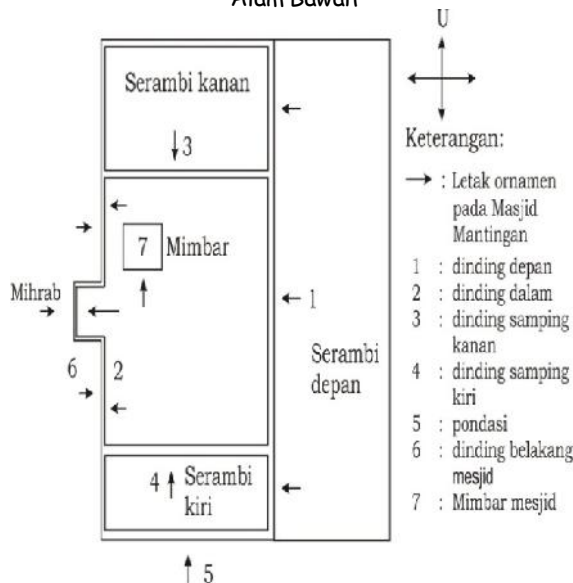 Alam Bawah
U
Serambi kanan
3
Keterangan:
→ : Letak ornamen
pada Masjid
Mantingan
1 : dinding depan
2 : dinding dalam
3 : dinding samping
kanan
4 : dinding samping
kiri
5 : pondasi
6 : dinding belakang
mesjid
7 : Mimbar mesjid
7 Mimbar
Mihrab
1
Serambi
depan
6 2
4 Serambi
kiri
5